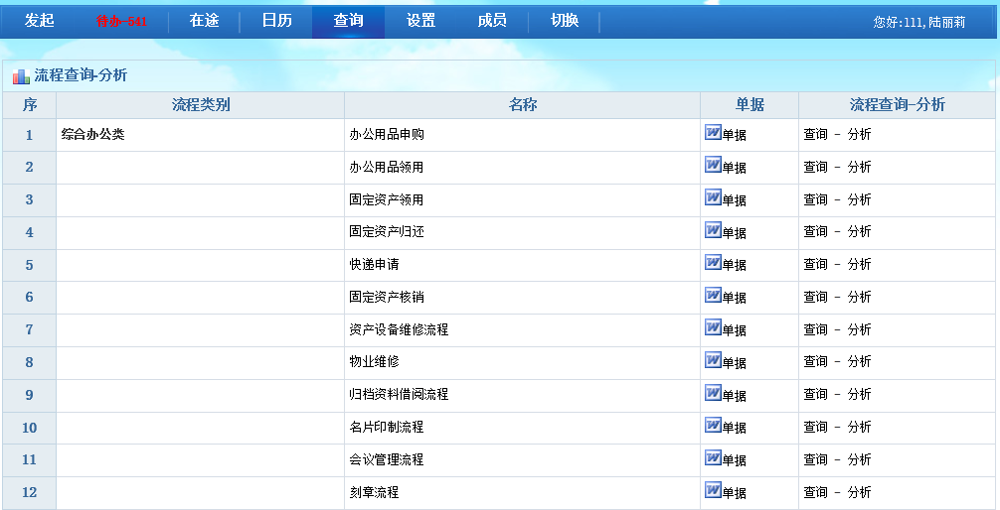 发起 待办-541 在途 日历 查询 设置 成员 切换 您好:111,陆丽莉
流程查询-分析
序 流程类别 名称 单据 流程查询-分析
1 综合办公类 办公用品申购 单据 查询 - 分析
2 办公用品领用 单据 查询 - 分析
3 固定资产领用 单据 查询 - 分析
4 固定资产归还 单据 查询 - 分析
5 快递申请 单据 查询 - 分析
6 固定资产核销 单据 查询 - 分析
7 资产设备维修流程 单据 查询 - 分析
8 物业维修 单据 查询 - 分析
9 归档资料借阅流程 单据 查询 - 分析
10 名片印制流程 单据 查询 - 分析
11 会议管理流程 单据 查询 - 分析
12 刻章流程 单据 查询 - 分析